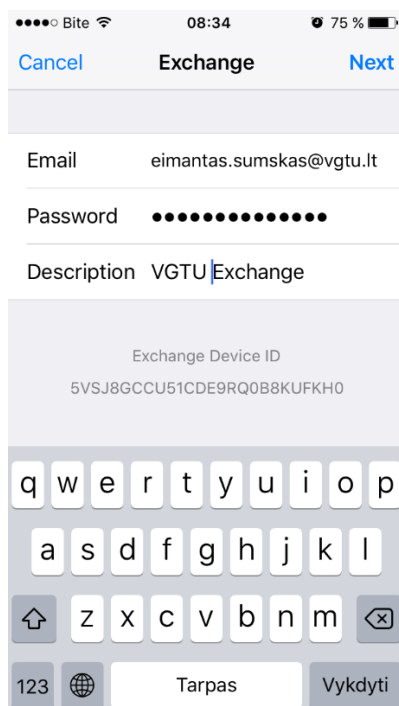 Bite 08:34 75 %
Cancel Exchange Next
Email eimantas.sumskas@vgtu.lt
Password ●●●●●●●●●●●●●●
Description VGTU Exchange
Exchange Device ID
5VSJ8GCCU51CDE9RQ0B8KUFKH0
q w e r t y u i o p
a s d f g h j k l
z x c v b n m
123 Tarpas Vykdyti